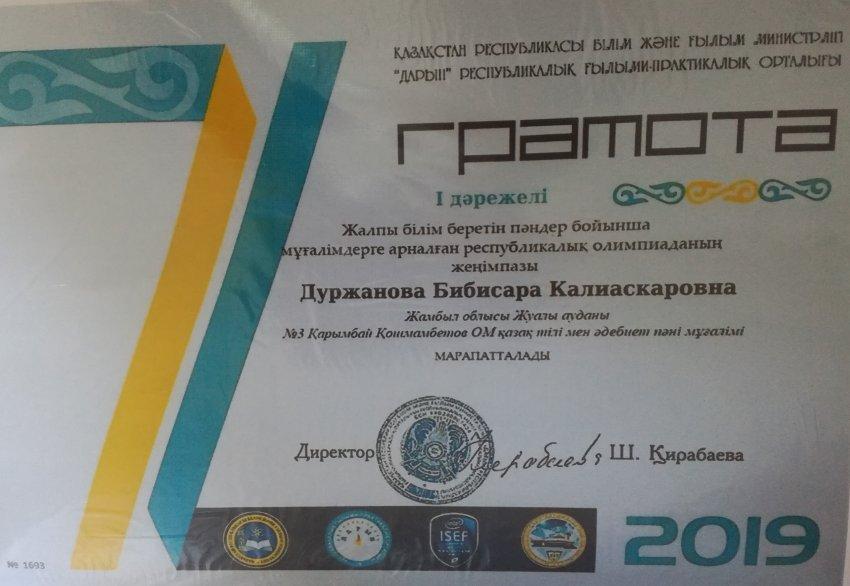 ҚАЗАҚСТАН РЕСПУБЛИКАСЫ БІЛІМ ЖӘНЕ ҒЫЛЫМ МИНИСТРЛІГІ
"ДАРЫН" РЕСПУБЛИКАЛЫҚ ҒЫЛЫМИ-ПРАКТИКАЛЫҚ ОРТАЛЫҒЫ
грамота
І дәрежелі
Жалпы білім беретін пәндер бойынша
мұғалімдерге арналған республикалық олимпиаданың
жеңімпазы
Дуржанова Бибисара Калиаскаровна
Жамбыл облысы Жуалы ауданы
№3 Қарымбай Қошмамбетов ОМ қазақ тілі мен әдебиет пәні мұғалімі
МАРАПАТТАЛАДЫ
Директор Ш. Қирабаева
intel
ISEF
2019
№ 1693